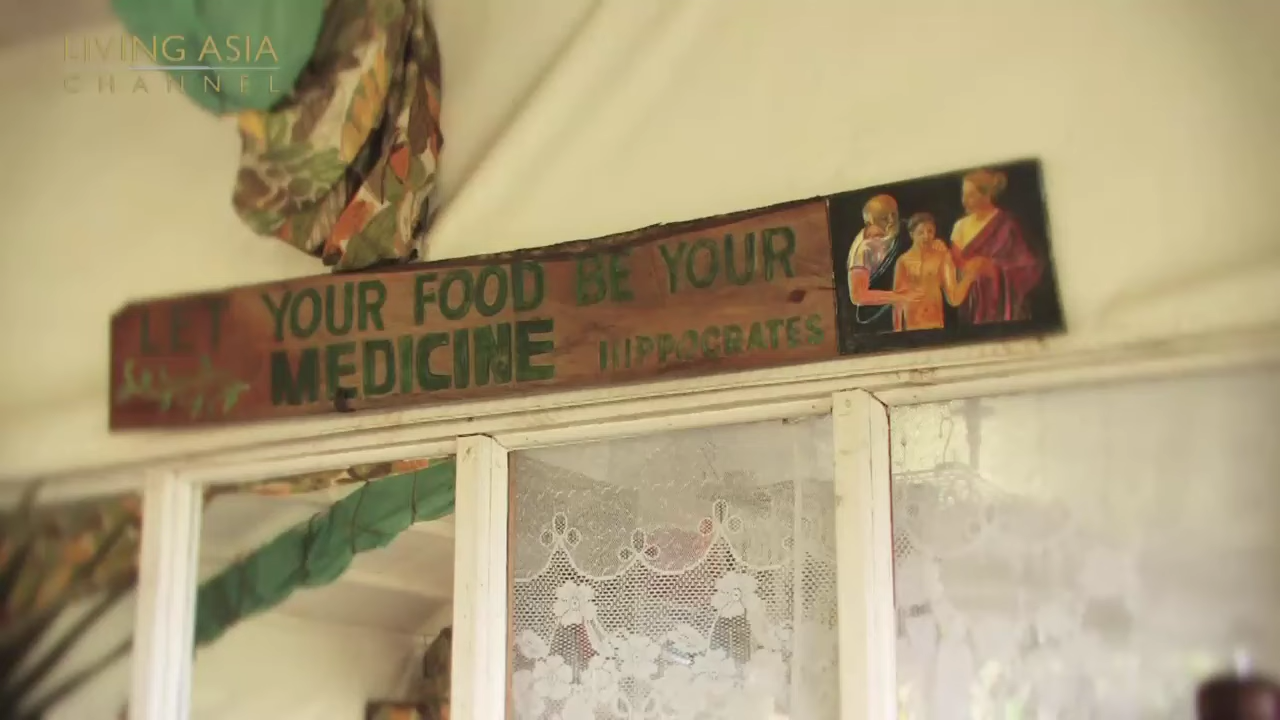 LIVING ASIA
CHANNEL
LET YOUR FOOD BE YOUR
MEDICINE HIPPOCRATES